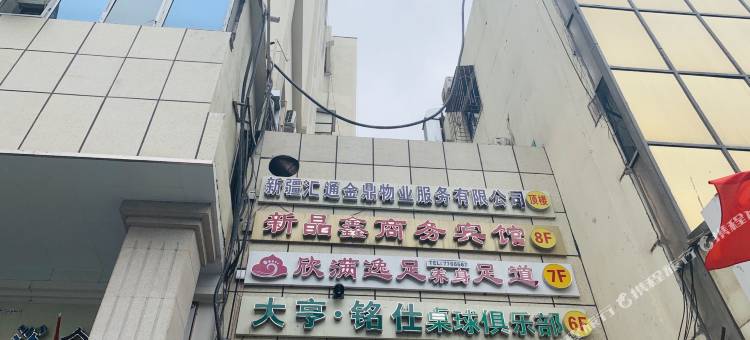 新疆汇通金鼎物业服务有限公司 顶楼
新晶鑫商务宾馆 8F
欣满逸足养身足道 7F
大亨·铭仕桌球俱乐部 6F